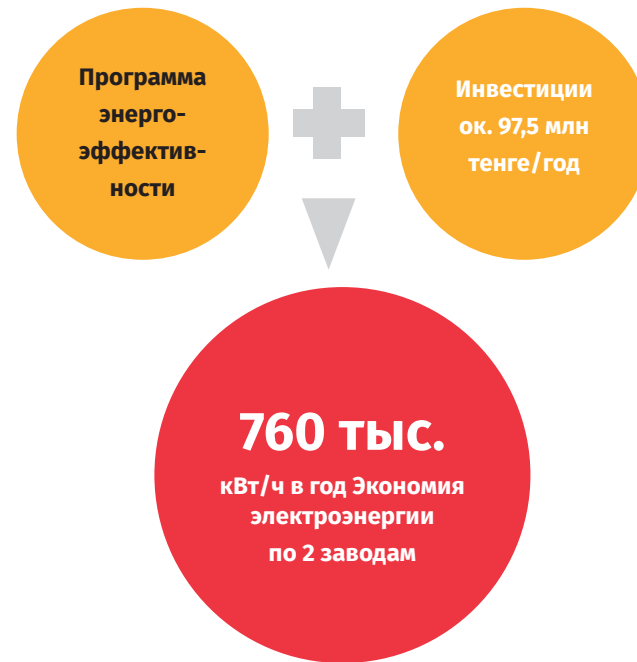 Программа
энерго-
эффектив-
ности
Инвестиции
ок. 97,5 млн
тенге/год
760 тыс.
кВт/ч в год Экономия
электроэнергии
по 2 заводам